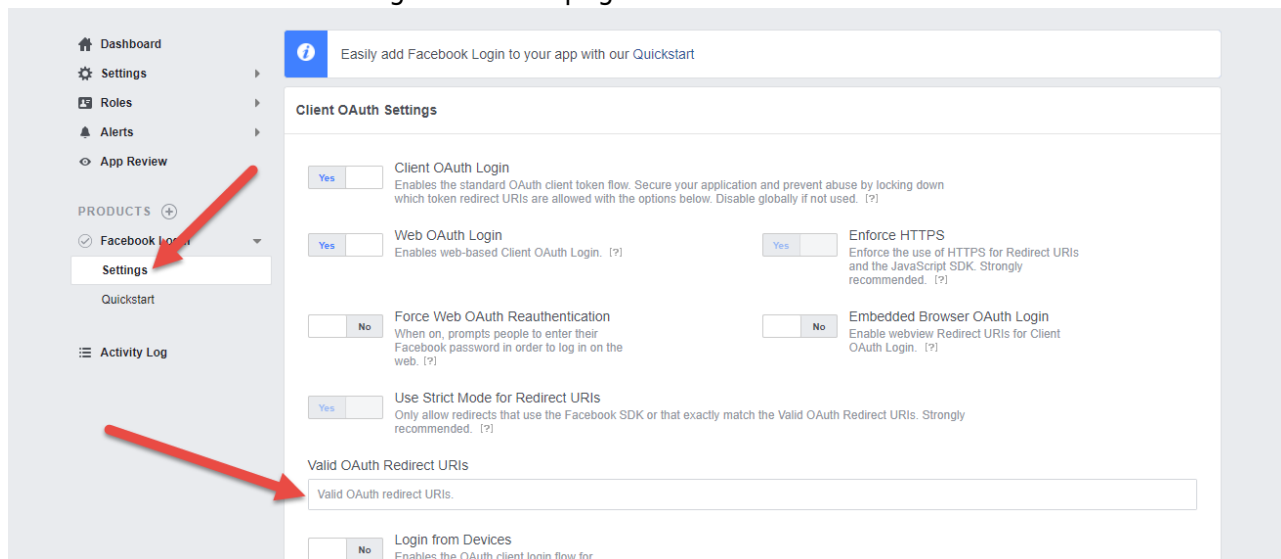 Dashboard
Settings
Roles
Alerts
App Review
PRODUCTS
Facebook
Settings
Quickstart
Activity Log
Easily add Facebook Login to your app with our Quickstart
Client OAuth Settings
Yes
Client OAuth Login
Enables the standard OAuth client token flow. Secure your application and prevent abuse by locking down
which token redirect URIs are allowed with the options below. Disable globally if not used. [?]
Yes
Web OAuth Login
Enables web-based Client OAuth Login. [?]
Yes
Enforce HTTPS
Enforce the use of HTTPS for Redirect URIs
and the JavaScript SDK. Strongly
recommended. [?]
No
Force Web OAuth Reauthentication
When on, prompts people to enter their
Facebook password in order to log in on the
web. [?]
No
Embedded Browser OAuth Login
Enable webview Redirect URIs for Client
OAuth Login. [?]
Yes
Use Strict Mode for Redirect URIs
Only allow redirects that use the Facebook SDK or that exactly match the Valid OAuth Redirect URIs. Strongly
recommended. [?]
Valid OAuth Redirect URIs
Valid OAuth redirect URIs.
No
Login from Devices
Enables the OAuth client login flow for